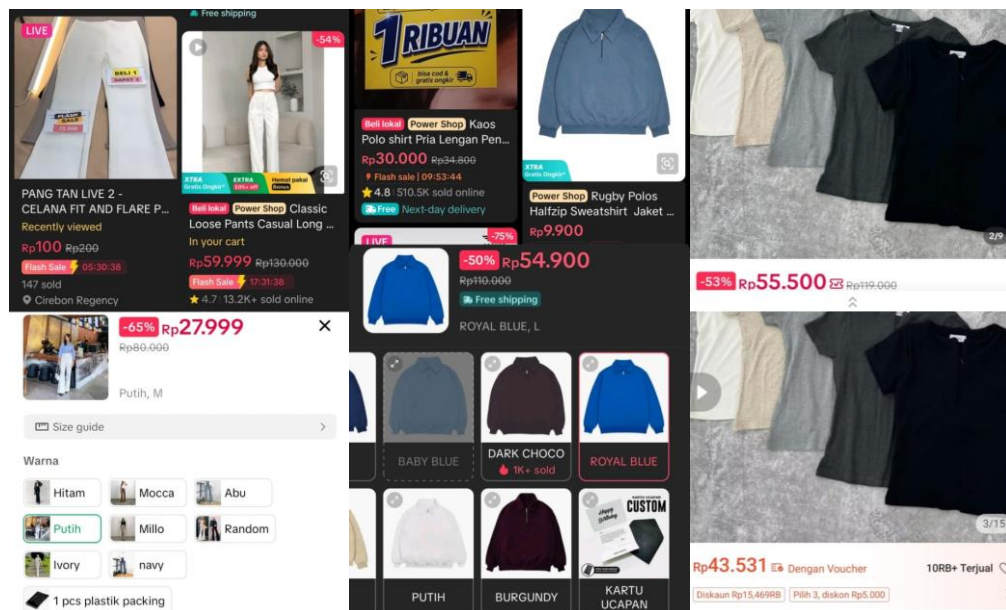 Free shipping
LIVE
BELI 1
FLASH
SALE
PANG TAN LIVE 2 -
CELANA FIT AND FLARE P...
Recently viewed
Rp100 Rp200
Flash Sale 05:30:38
147 sold
Cirebon Regency
-54%
XTRA
Gratis Ongkir*
EXTRA
Hemat pakai
Bonus
Beli lokal Power Shop Classic
Loose Pants Casual Long ...
In your cart
Rp59.999 Rp130.000
Flash Sale 17:31:38
4.7 13.2K+ sold online
-65% Rp27.999
Rp80.000
Putih, M
Size guide
Warna
Hitam
Mocca
Abu
Putih
Millo
Random
Ivory
navy
1 pcs plastik packing
1 RIBUAN
bisa cod &
gratis ongkir
Beli lokal Power Shop Kaos
Polo shirt Pria Lengan Pen...
Rp30.000 Rp34.800
Flash sale | 09:53:44
4.8 510.5K sold online
Free Next-day delivery
LIVE
-75%
XTRA
Gratis Ongkir*
Power Shop Rugby Polos
Halfzip Sweatshirt Jaket ...
Rp9.900
-50% Rp54.900
Rp110.000
Free shipping
ROYAL BLUE, L
BABY BLUE
DARK CHOCO
1K+ sold
ROYAL BLUE
PUTIH
BURGUNDY
KARTU UCAPAN
CUSTOM
Happy
Birthday
KARTU
UCAPAN
2/9
-53% Rp55.500 Rp119.000
3/15
Rp43.531 Dengan Voucher
10RB+ Terjual
Diskaun Rp15,469RB
Pilih 3, diskon Rp5.000